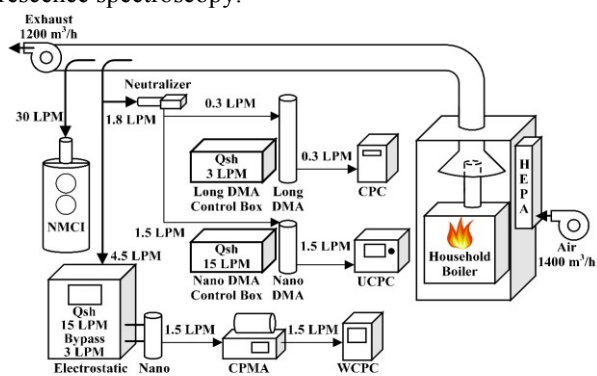 Exhaust
1200 m³/h
Neutralizer
30 LPM
1.8 LPM
0.3 LPM
Qsh
3 LPM
Long DMA
Control Box
Long
DMA
0.3 LPM
CPC
NMCI
1.5 LPM
Qsh
15 LPM
Nano DMA
Control Box
Nano
DMA
1.5 LPM
UCPC
HEPA
Household
Boiler
Air
1400 m³/h
4.5 LPM
Qsh
15 LPM
Bypass
3 LPM
Electrostatic
Nano
1.5 LPM
CPMA
1.5 LPM
WCPC